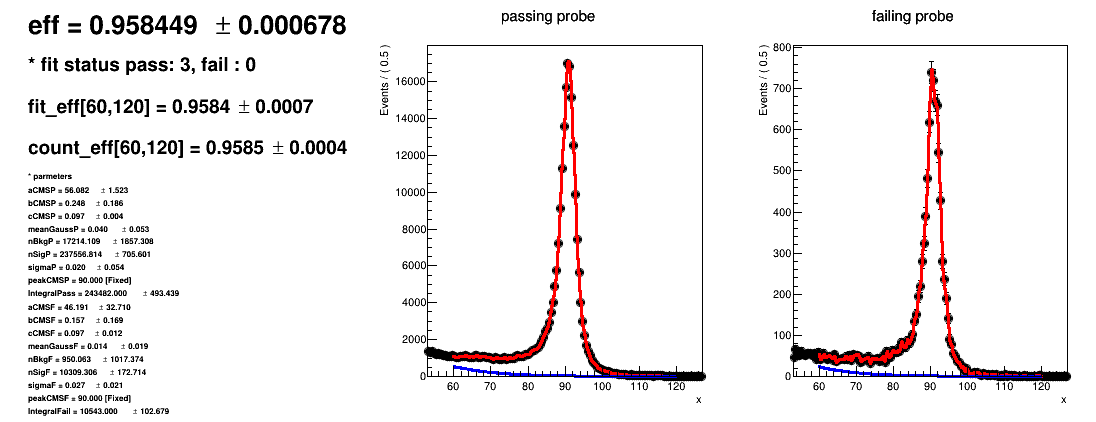 eff = 0.958449 ± 0.000678
* fit status pass: 3, fail : 0
fit_eff[60,120] = 0.9584 ± 0.0007
count_eff[60,120] = 0.9585 ± 0.0004
* parmeters
aCMSP = 56.082 ± 1.523
bCMSP = 0.248 ± 0.186
cCMSP = 0.097 ± 0.004
meanGaussP = 0.040 ± 0.053
nBkgP = 17214.109 ± 1857.308
nSigP = 237556.814 ± 705.601
sigmaP = 0.020 ± 0.054
peakCMSP = 90.000 [Fixed]
IntegralPass = 243482.000 ± 493.439
aCMSF = 46.191 ± 32.710
bCMSF = 0.157 ± 0.169
cCMSF = 0.097 ± 0.012
meanGaussF = 0.014 ± 0.019
nBkgF = 950.063 ± 1017.374
nSigF = 10309.306 ± 172.714
sigmaF = 0.027 ± 0.021
peakCMSF = 90.000 [Fixed]
IntegralFail = 10543.000 ± 102.679
passing probe
Events / ( 0.5 )
16000
14000
12000
10000
8000
6000
4000
2000
0
60 70 80 90 100 110 120
x
failing probe
Events / ( 0.5 )
800
700
600
500
400
300
200
100
0
60 70 80 90 100 110 120
x